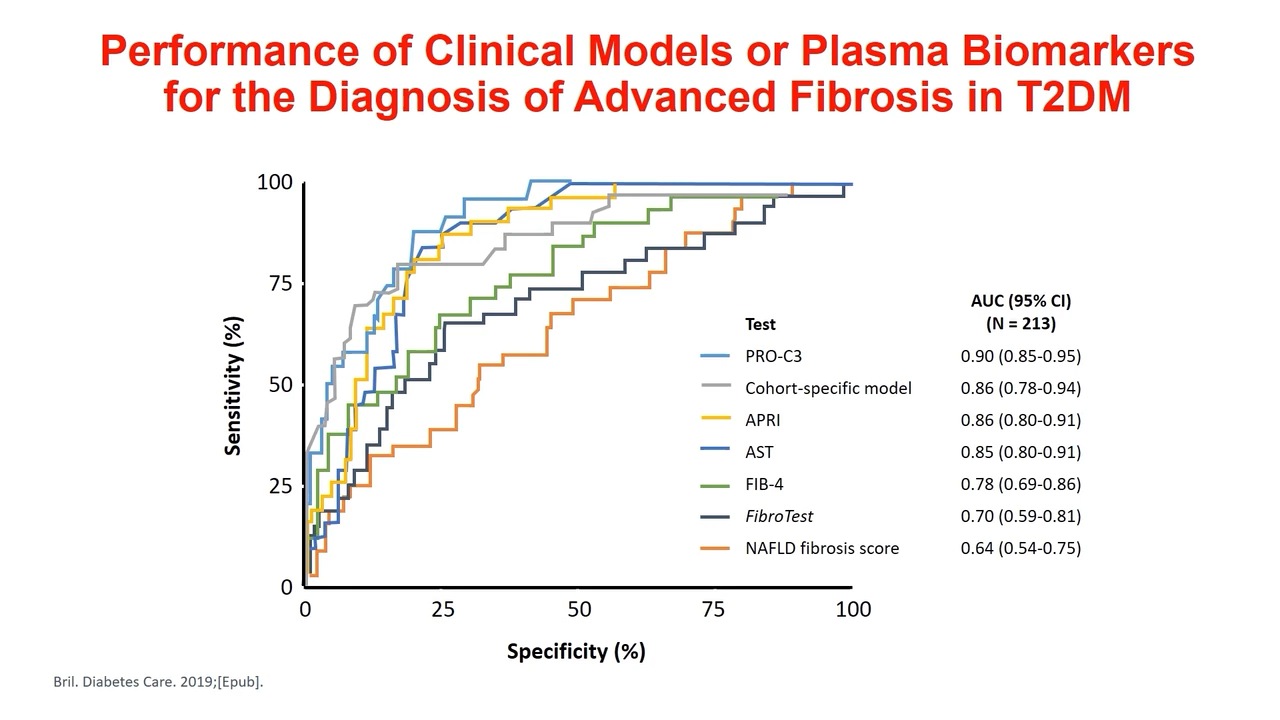 Performance of Clinical Models or Plasma Biomarkers
for the Diagnosis of Advanced Fibrosis in T2DM
100
75
50
25
0
Sensitivity (%)
0 25 50 75 100
Specificity (%)
AUC (95% CI)
Test (N = 213)
PRO-C3 0.90 (0.85-0.95)
Cohort-specific model 0.86 (0.78-0.94)
APRI 0.86 (0.80-0.91)
AST 0.85 (0.80-0.91)
FIB-4 0.78 (0.69-0.86)
FibroTest 0.70 (0.59-0.81)
NAFLD fibrosis score 0.64 (0.54-0.75)
Bril. Diabetes Care. 2019;[Epub].